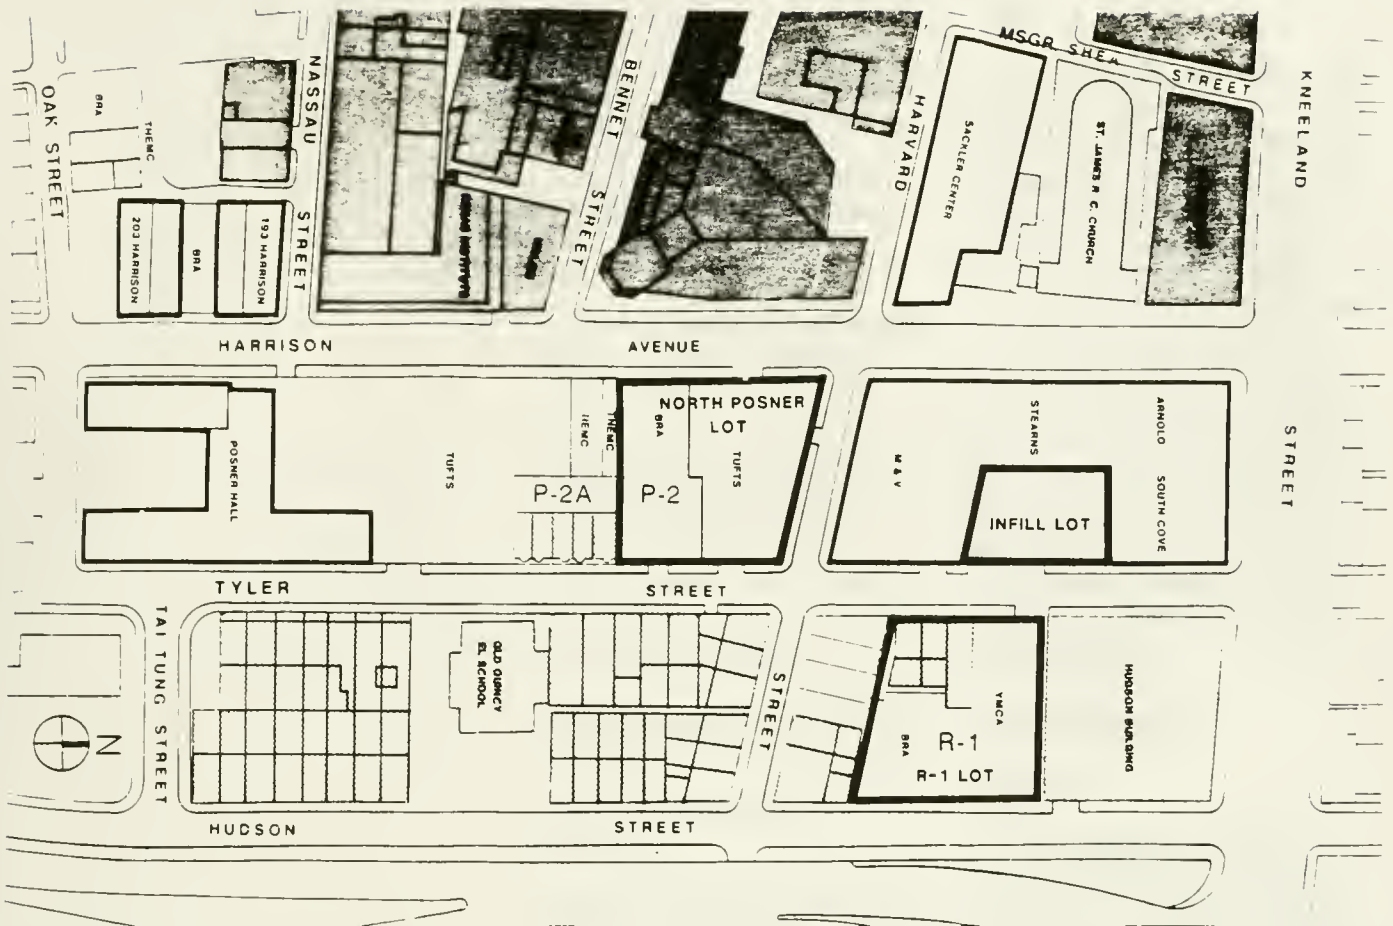 MSGR. SHEA
STREET
KNEELAND
STREET
OAK STREET
BRA
THEMC
NASSAU
STREET
BENNET
STREET
HARVARD
STREET
SACKLER CENTER
ST. JAMES R.C. CHURCH
203 HARRISON
BRA
193 HARRISON
HARRISON
AVENUE
POSNER HALL
TUFTS
THEMC
P-2A
NORTH POSNER
LOT
BRA
P-2
TUFTS
M & V
STEARNS
ARNOLD
SOUTH COVE
INFILL LOT
TYLER
STREET
TAI TUNG STREET
OLD QUINCY
EL SCHOOL
YMCA
BRA
R-1
R-1 LOT
HUDSON BUILDING
N
HUDSON
STREET